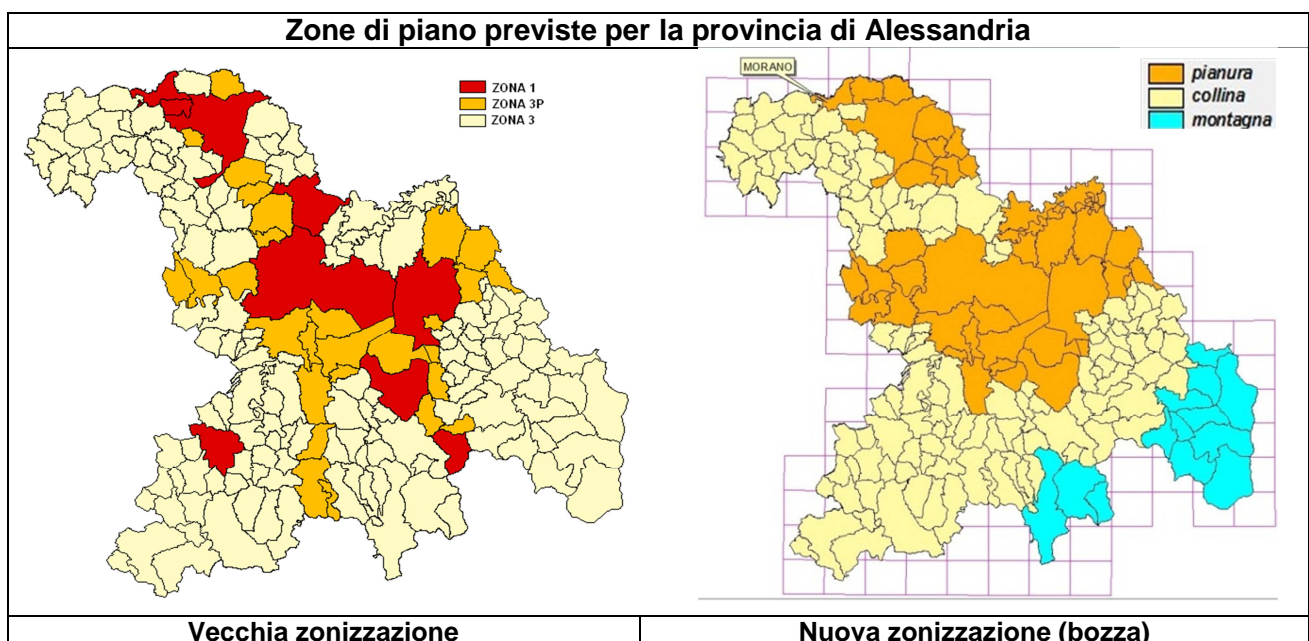 Zone di piano previste per la provincia di Alessandria
ZONA 1
ZONA 3P
ZONA 3
MORANO
pianura
collina
montagna
Vecchia zonizzazione
Nuova zonizzazione (bozza)